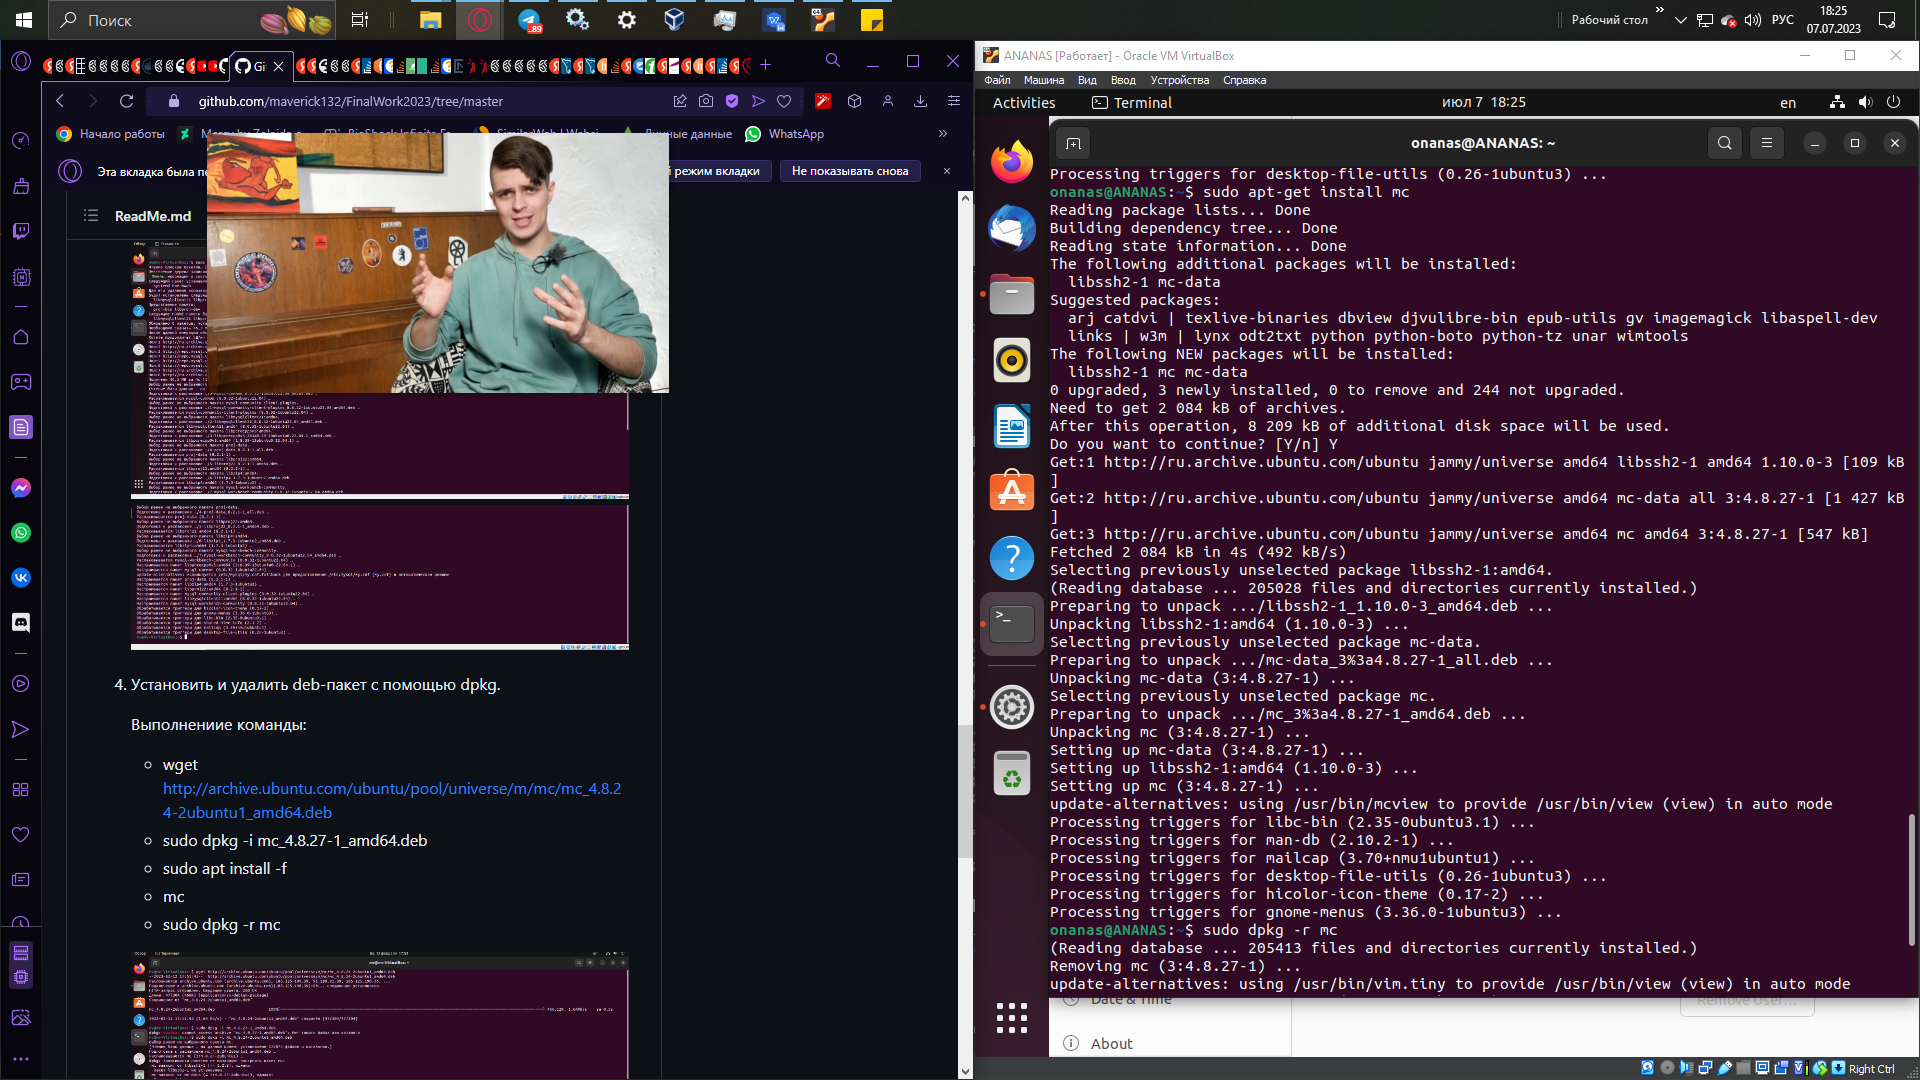 Поиск
89
Рабочий стол
РУС
18:25
07.07.2023
Gi
github.com/maverick132/FinalWork2023/tree/master
Начало работы
SimilarWeb | Websi
Личные данные
WhatsApp
Эта вкладка была пе
режим вкладки
Не показывать снова
ReadMe.md
4. Установить и удалить deb-пакет с помощью dpkg.
Выполнениие команды:
wget
http://archive.ubuntu.com/ubuntu/pool/universe/m/mc/mc_4.8.2
4-2ubuntu1_amd64.deb
sudo dpkg -i mc_4.8.27-1_amd64.deb
sudo apt install -f
mc
sudo dpkg -r mc
ANANAS [Работает] - Oracle VM VirtualBox
Файл Машина Вид Ввод Устройства Справка
Activities
Terminal
июл 7 18:25
en
onanas@ANANAS: ~
Processing triggers for desktop-file-utils (0.26-1ubuntu3) ...
onanas@ANANAS:~$ sudo apt-get install mc
Reading package lists... Done
Building dependency tree... Done
Reading state information... Done
The following additional packages will be installed:
libssh2-1 mc-data
Suggested packages:
arj catdvi | texlive-binaries dbview djvulibre-bin epub-utils gv imagemagick libaspell-dev
links | w3m | lynx odt2txt python python-boto python-tz unar wimtools
The following NEW packages will be installed:
libssh2-1 mc mc-data
0 upgraded, 3 newly installed, 0 to remove and 244 not upgraded.
Need to get 2 084 kB of archives.
After this operation, 8 209 kB of additional disk space will be used.
Do you want to continue? [Y/n] Y
Get:1 http://ru.archive.ubuntu.com/ubuntu jammy/universe amd64 libssh2-1 amd64 1.10.0-3 [109 kB
]
Get:2 http://ru.archive.ubuntu.com/ubuntu jammy/universe amd64 mc-data all 3:4.8.27-1 [1 427 kB
]
Get:3 http://ru.archive.ubuntu.com/ubuntu jammy/universe amd64 mc amd64 3:4.8.27-1 [547 kB]
Fetched 2 084 kB in 4s (492 kB/s)
Selecting previously unselected package libssh2-1:amd64.
(Reading database ... 205028 files and directories currently installed.)
Preparing to unpack .../libssh2-1_1.10.0-3_amd64.deb ...
Unpacking libssh2-1:amd64 (1.10.0-3) ...
Selecting previously unselected package mc-data.
Preparing to unpack .../mc-data_3%3a4.8.27-1_all.deb ...
Unpacking mc-data (3:4.8.27-1) ...
Selecting previously unselected package mc.
Preparing to unpack .../mc_3%3a4.8.27-1_amd64.deb ...
Unpacking mc (3:4.8.27-1) ...
Setting up mc-data (3:4.8.27-1) ...
Setting up libssh2-1:amd64 (1.10.0-3) ...
Setting up mc (3:4.8.27-1) ...
update-alternatives: using /usr/bin/mcview to provide /usr/bin/view (view) in auto mode
Processing triggers for libc-bin (2.35-0ubuntu3.1) ...
Processing triggers for man-db (2.10.2-1) ...
Processing triggers for mailcap (3.70+nmu1ubuntu1) ...
Processing triggers for desktop-file-utils (0.26-1ubuntu3) ...
Processing triggers for hicolor-icon-theme (0.17-2) ...
Processing triggers for gnome-menus (3.36.0-1ubuntu3) ...
onanas@ANANAS:~$ sudo dpkg -r mc
(Reading database ... 205413 files and directories currently installed.)
Removing mc (3:4.8.27-1) ...
update-alternatives: using /usr/bin/vim.tiny to provide /usr/bin/view (view) in auto mode
Date & Time
Remove User...
About
Right Ctrl